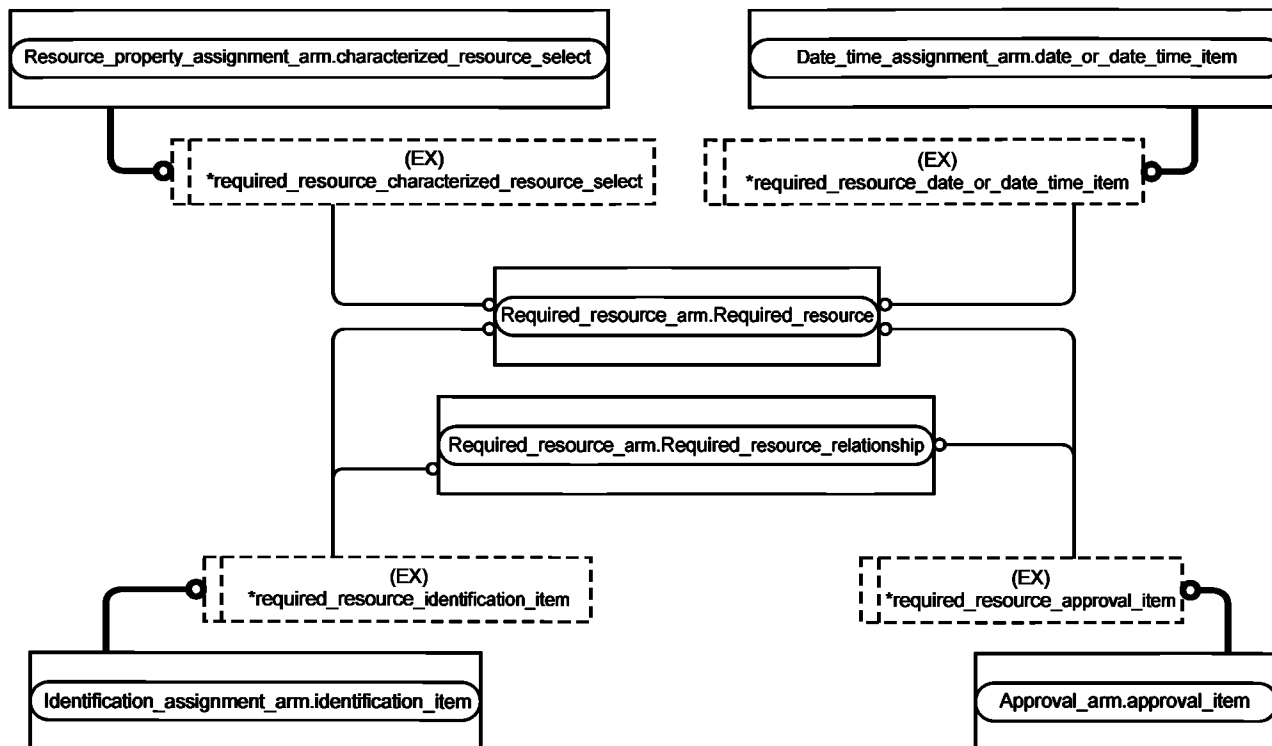 Resource_property_assignment_arm.characterized_resource_select
Date_time_assignment_arm.date_or_date_time_item
(EX)
*required_resource_characterized_resource_select
(EX)
*required_resource_date_or_date_time_item
Required_resource_arm.Required_resource
Required_resource_arm.Required_resource_relationship
(EX)
*required_resource_identification_item
(EX)
*required_resource_approval_item
Identification_assignment_arm.identification_item
Approval_arm.approval_item